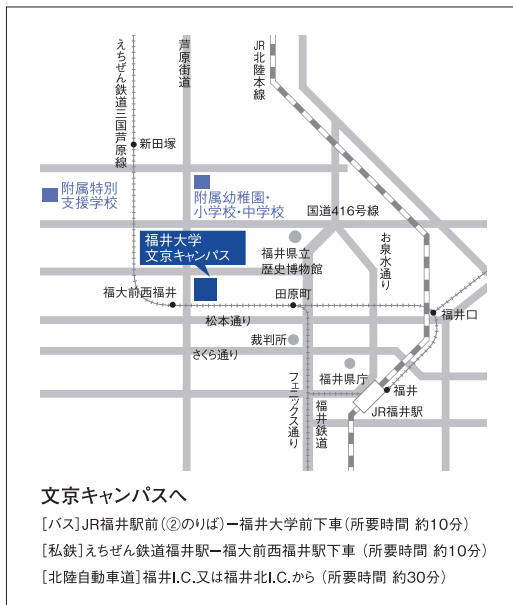 えちぜん鉄道三国芦原線
芦原街道
JR北陸本線
新田塚
附属特別
支援学校
附属幼稚園・
小学校・中学校
国道416号線
福井大学
文京キャンパス
福井県立
歴史博物館
お泉水通り
福大前西福井
田原町
福井口
松本通り
裁判所
さくら通り
福井県庁
福井
フェニックス通り
福井鉄道
JR福井駅
文京キャンパスへ
[バス]JR福井駅前(②のりば)ー福井大学前下車(所要時間 約10分)
[私鉄]えちぜん鉄道福井駅ー福大前西福井駅下車 (所要時間 約10分)
[北陸自動車道]福井I.C.又は福井北I.C.から (所要時間 約30分)